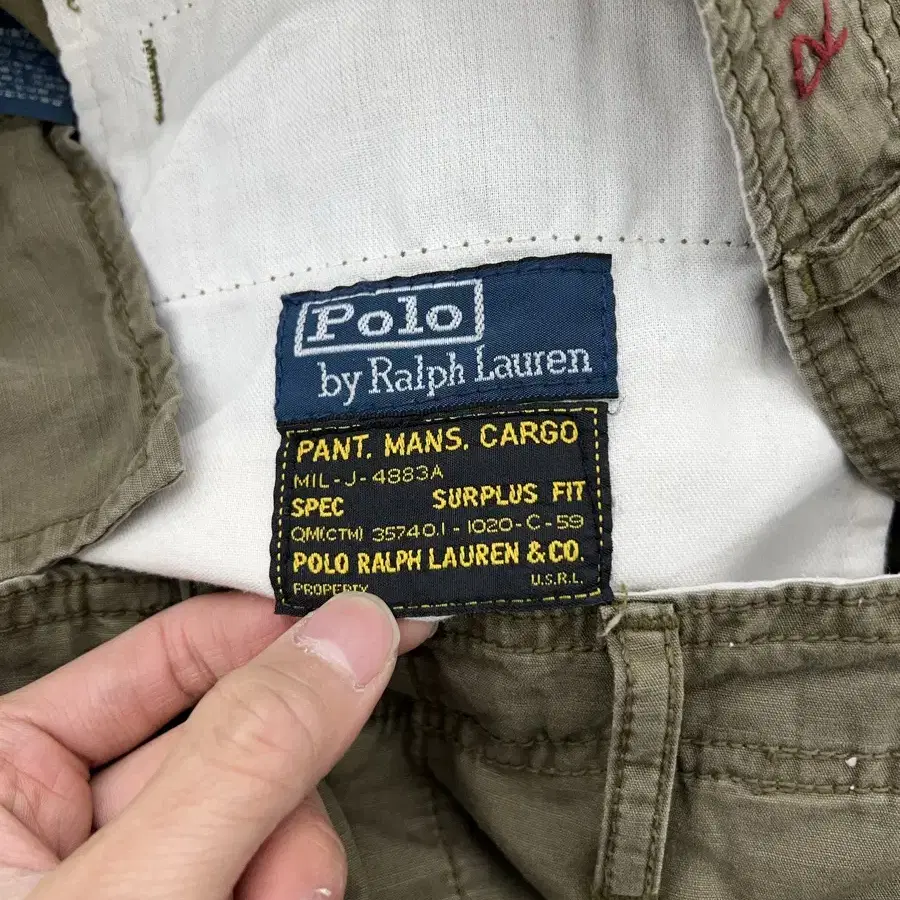 Polo
by Ralph Lauren
PANT. MANS. CARGO
MIL-J-4883A
SPEC SURPLUS FIT
QM(CTM) 35740.1-1020-C-59
POLO RALPH LAUREN & CO.
PROPERTY U.S.R.L.